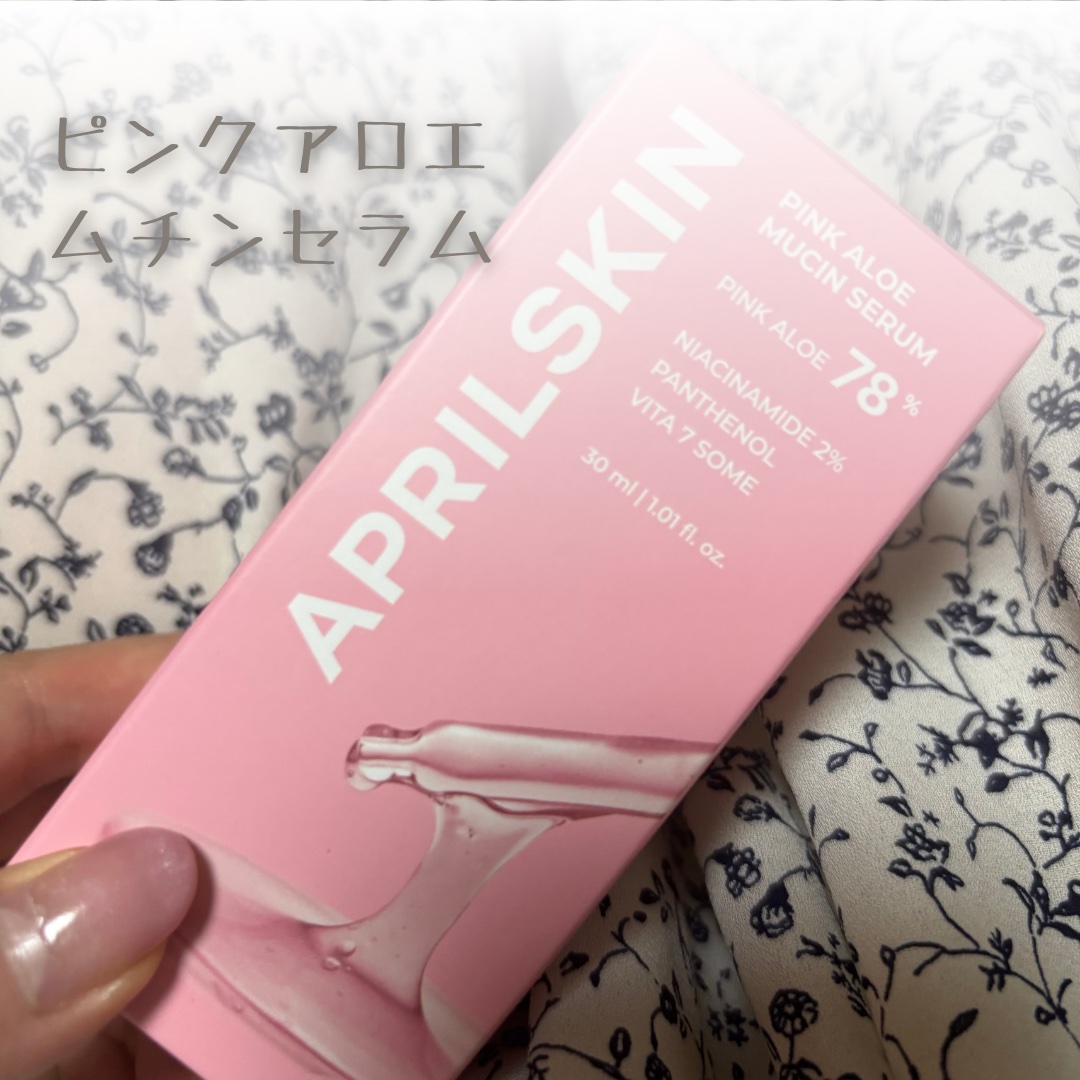 ピンクアロエ
ムチンセラム
APRILSKIN
PINK ALOE
MUCIN SERUM
PINK ALOE 78%
NIACINAMIDE 2%
PANTHENOL
VITA 7 SOME
30 ml | 1.01 fl. oz.